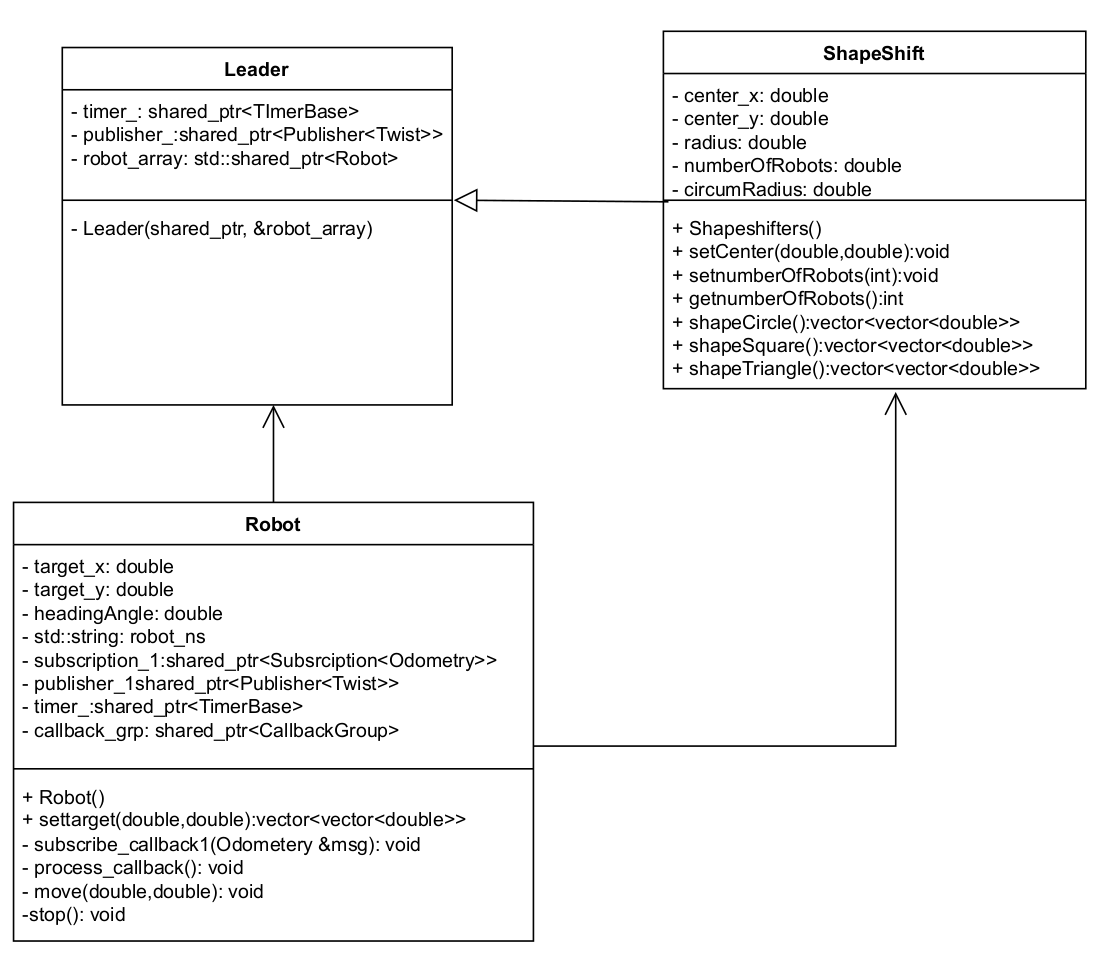 Leader
- timer_: shared_ptr<TImerBase>
- publisher_:shared_ptr<Publisher<Twist>>
- robot_array: std::shared_ptr<Robot>
- Leader(shared_ptr, &robot_array)
ShapeShift
- center_x: double
- center_y: double
- radius: double
- numberOfRobots: double
- circumRadius: double
+ Shapeshifters()
+ setCenter(double,double):void
+ setnumberOfRobots(int):void
+ getnumberOfRobots():int
+ shapeCircle():vector<vector<double>>
+ shapeSquare():vector<vector<double>>
+ shapeTriangle():vector<vector<double>>
Robot
- target_x: double
- target_y: double
- headingAngle: double
- std::string: robot_ns
- subscription_1:shared_ptr<Subsrciption<Odometry>>
- publisher_1shared_ptr<Publisher<Twist>>
- timer_:shared_ptr<TimerBase>
- callback_grp: shared_ptr<CallbackGroup>
+ Robot()
+ settarget(double,double):vector<vector<double>>
- subscribe_callback1(Odometery &msg): void
- process_callback(): void
- move(double,double): void
-stop(): void